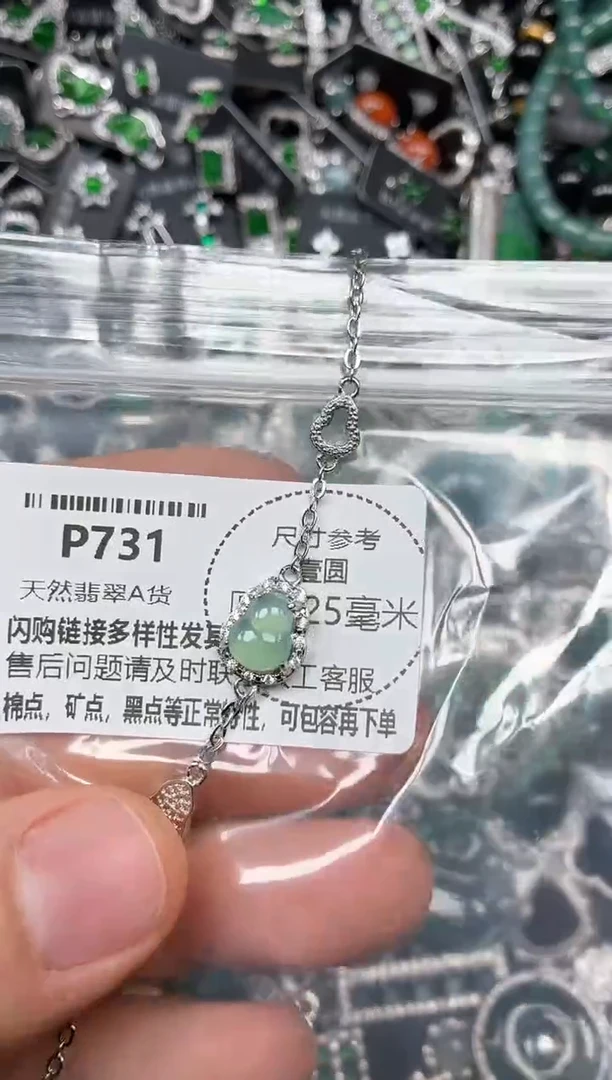 P731
天然翡翠A货
闪购链接多样性发
售后问题请及时联 工客服
棉点，矿点，黑点等正常 性，可包容再下单
尺寸参考
壹圆
25毫米